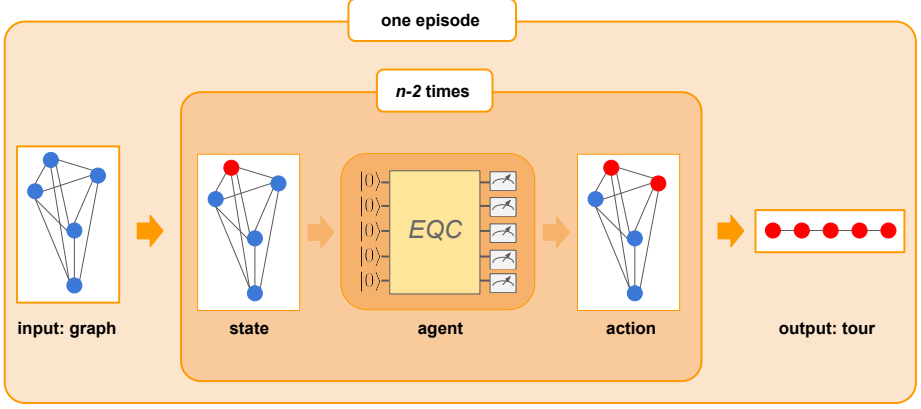 one episode
n-2 times
|0⟩
|0⟩
|0⟩
|0⟩
|0⟩
EQC
input: graph
state
agent
action
output: tour